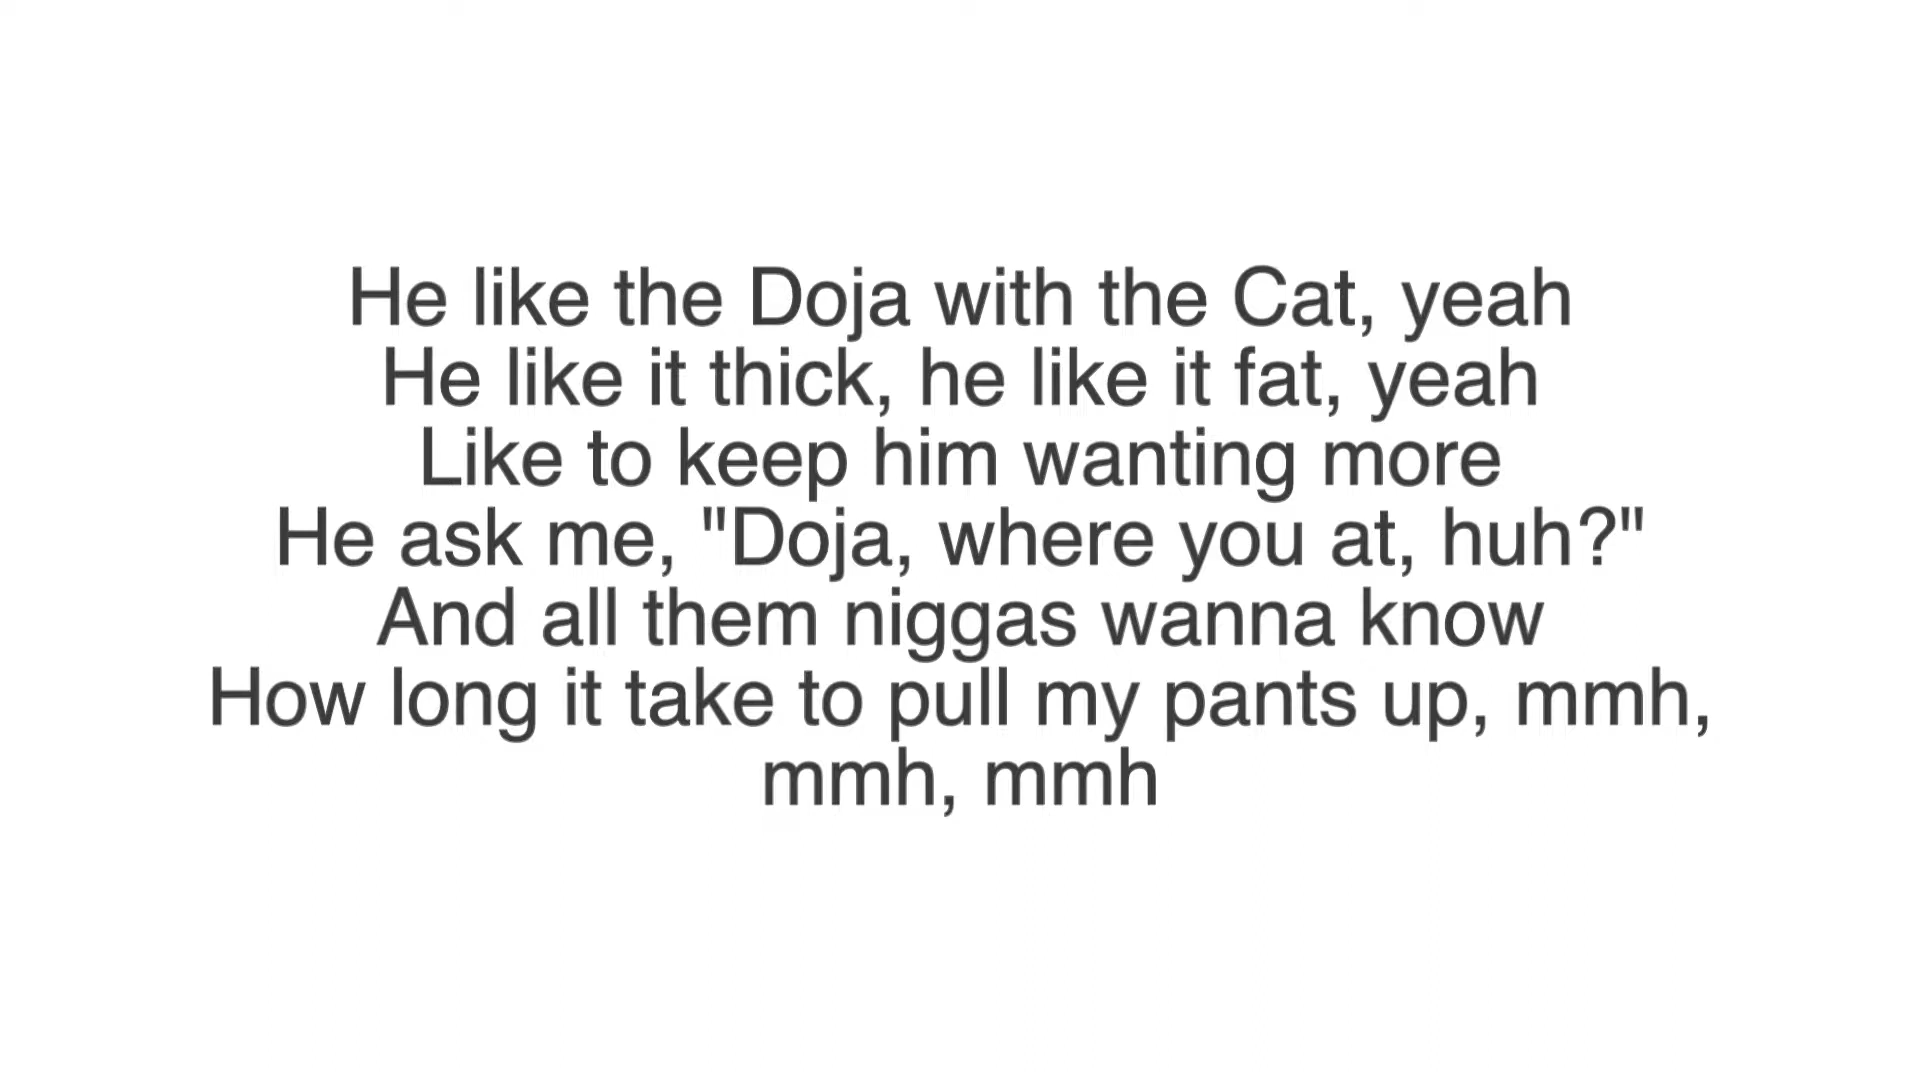 He like the Doja with the Cat, yeah
He like it thick, he like it fat, yeah
Like to keep him wanting more
He ask me, "Doja, where you at, huh?"
And all them niggas wanna know
How long it take to pull my pants up, mmh,
mmh, mmh